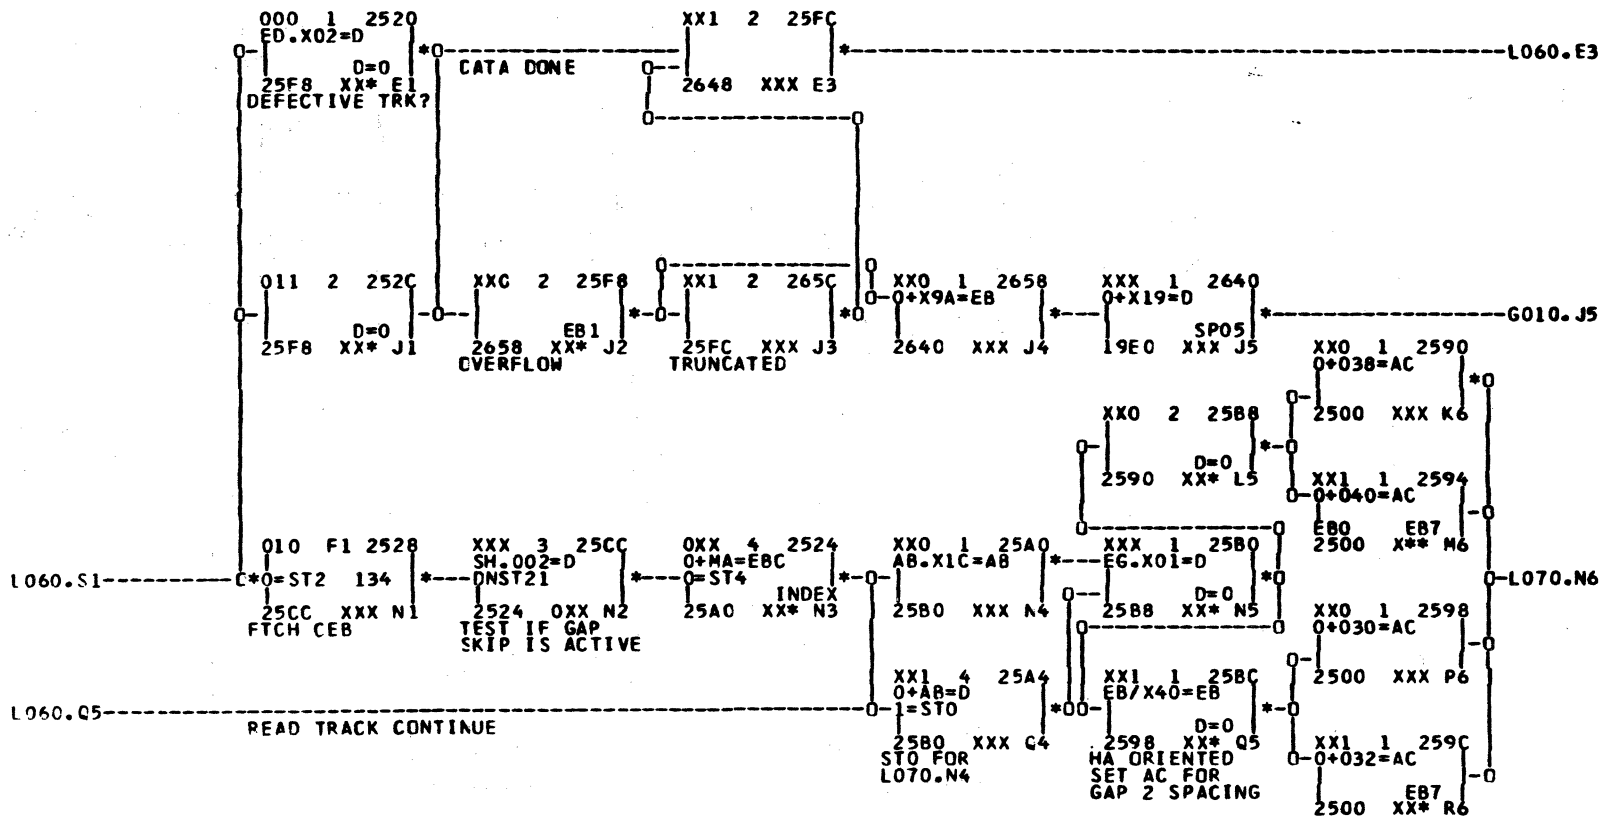 000 1 2520
ED.X02=D
D=0
25F8 XX* E1
DEFECTIVE TRK?
CATA DONE
XX1 2 25FC
2648 XXX E3
L060.E3
011 2 252C
D=0
25F8 XX* J1
XXC 2 25F8
EB1
2658 XX* J2
OVERFLOW
XX1 2 265C
25FC XXX J3
TRUNCATED
XX0 1 2658
0+X9A=EB
2640 XXX J4
XXX 1 2640
0+X19=D
SP05
19E0 XXX J5
G010.J5
XX0 1 2590
0+038=AC
2500 XXX K6
XX0 2 25B8
D=0
2590 XX* L5
XX1 1 2594
0+040=AC
EB0 EB7
2500 X** M6
L060.S1
010 F1 2528
0=ST2 134
25CC XXX N1
FTCH CEB
XXX 3 25CC
SH.002=D
DNST21
2524 0XX N2
TEST IF GAP
SKIP IS ACTIVE
0XX 4 2524
0+MA=EBC
0=ST4
INDEX
25A0 XX* N3
XX0 1 25A0
AB.X1C=AB
25B0 XXX N4
XXX 1 25B0
EG.X01=D
D=0
25B8 XX* N5
L070.N6
XX0 1 2598
0+030=AC
2500 XXX P6
L060.Q5
READ TRACK CONTINUE
XX1 4 25A4
0+AB=D
1=ST0
25B0 XXX Q4
ST0 FOR
L070.N4
XX1 1 25BC
EB/X40=EB
D=0
2598 XX* Q5
HA ORIENTED
SET AC FOR
GAP 2 SPACING
XX1 1 259C
0+032=AC
EB7
2500 XX* R6